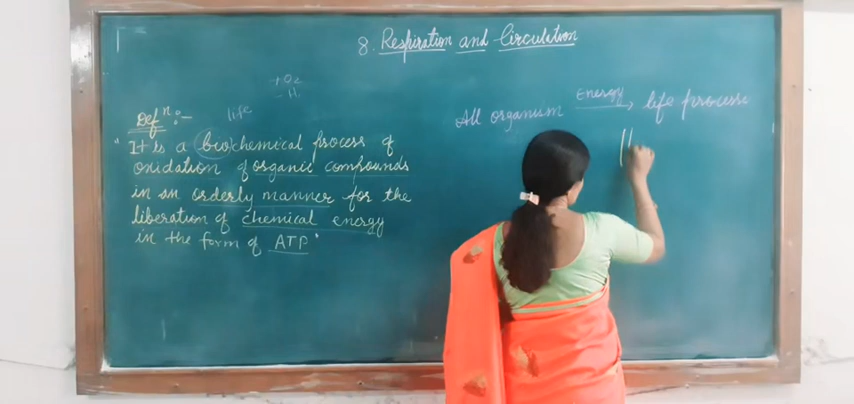 8. Respiration and Circulation
+O2
life
Defn :-
"It is a biochemical process of
oxidation of organic compounds
in an orderly manner for the
liberation of chemical energy
in the form of ATP"
All organism Energy → life process